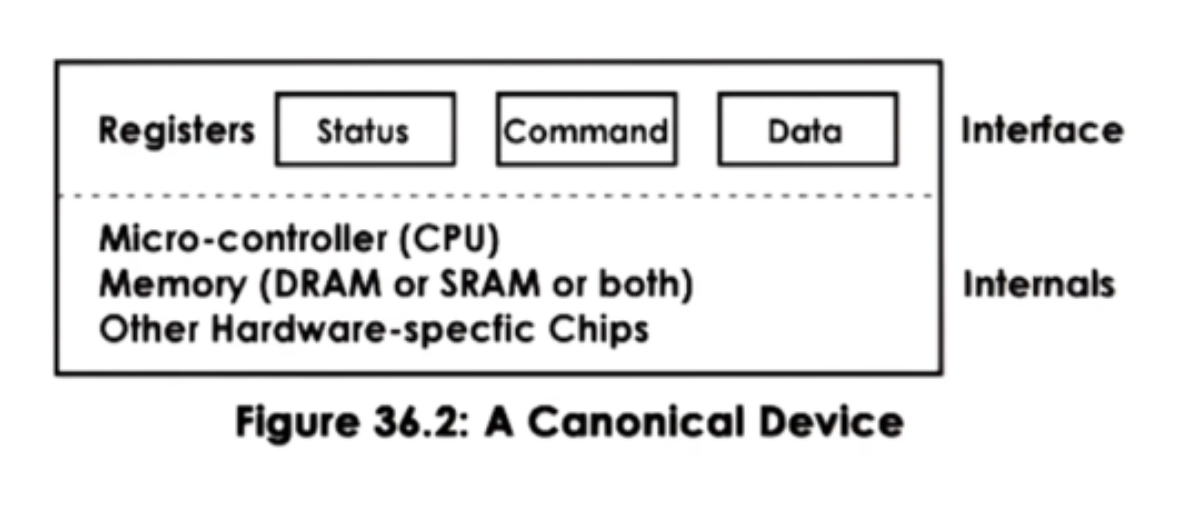 Registers Status Command Data Interface
Micro-controller (CPU)
Memory (DRAM or SRAM or both) Internals
Other Hardware-specfic Chips
Figure 36.2: A Canonical Device